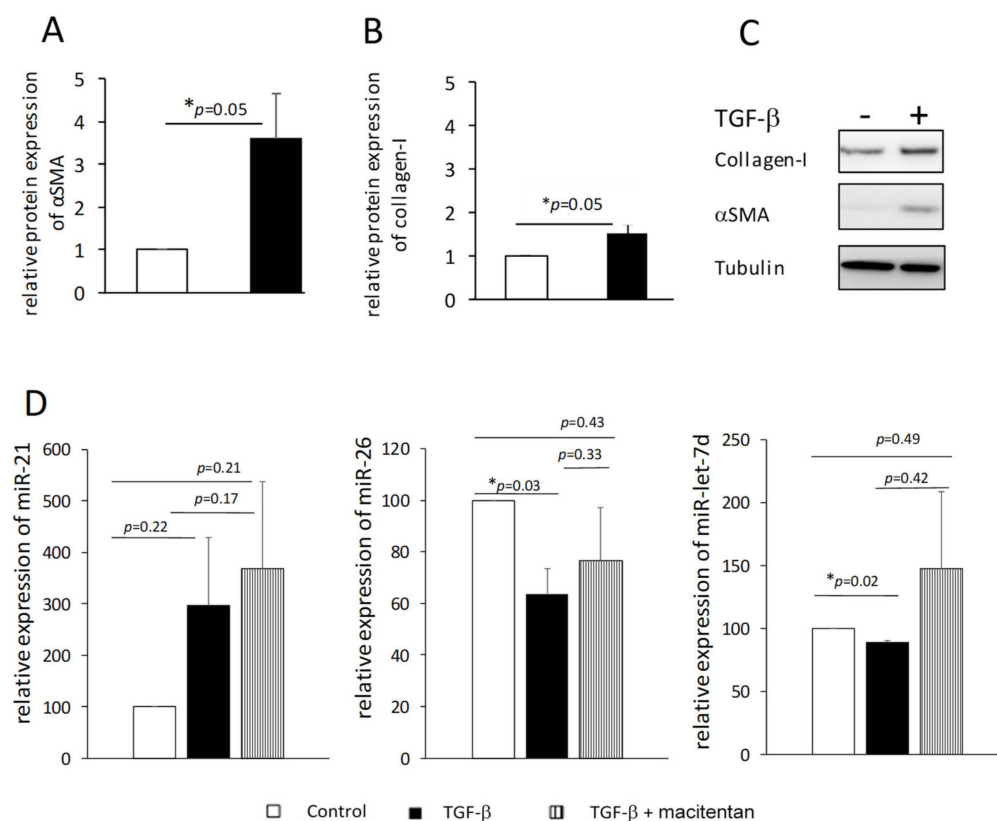 A
relative protein expression
of αSMA
5
4
3
2
1
0
*p=0.05
B
relative protein expression
of collagen-I
5
4
3
2
1
0
*p=0.05
C
TGF-β - +
Collagen-I
αSMA
Tubulin
D
relative expression of miR-21
600
500
400
300
200
100
0
p=0.21
p=0.17
p=0.22
relative expression of miR-26
120
100
80
60
40
20
0
p=0.43
p=0.33
*p=0.03
relative expression of miR-let-7d
250
200
150
100
50
0
p=0.49
p=0.42
*p=0.02
Control TGF-β TGF-β + macitentan